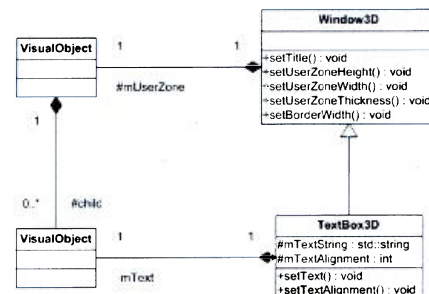 Window3D
VisualObject
1
1
+setTitle() : void
+setUserZoneHeight() : void
+setUserZoneWidth() : void
+setUserZoneThickness() : void
+setBorderWidth() : void
#mUserZone
1
0..*
#child
TextBox3D
VisualObject
1
1
#mTextString : std::string
#mTextAlignment : int
-mText
+setText() : void
+setTextAlignment() : void